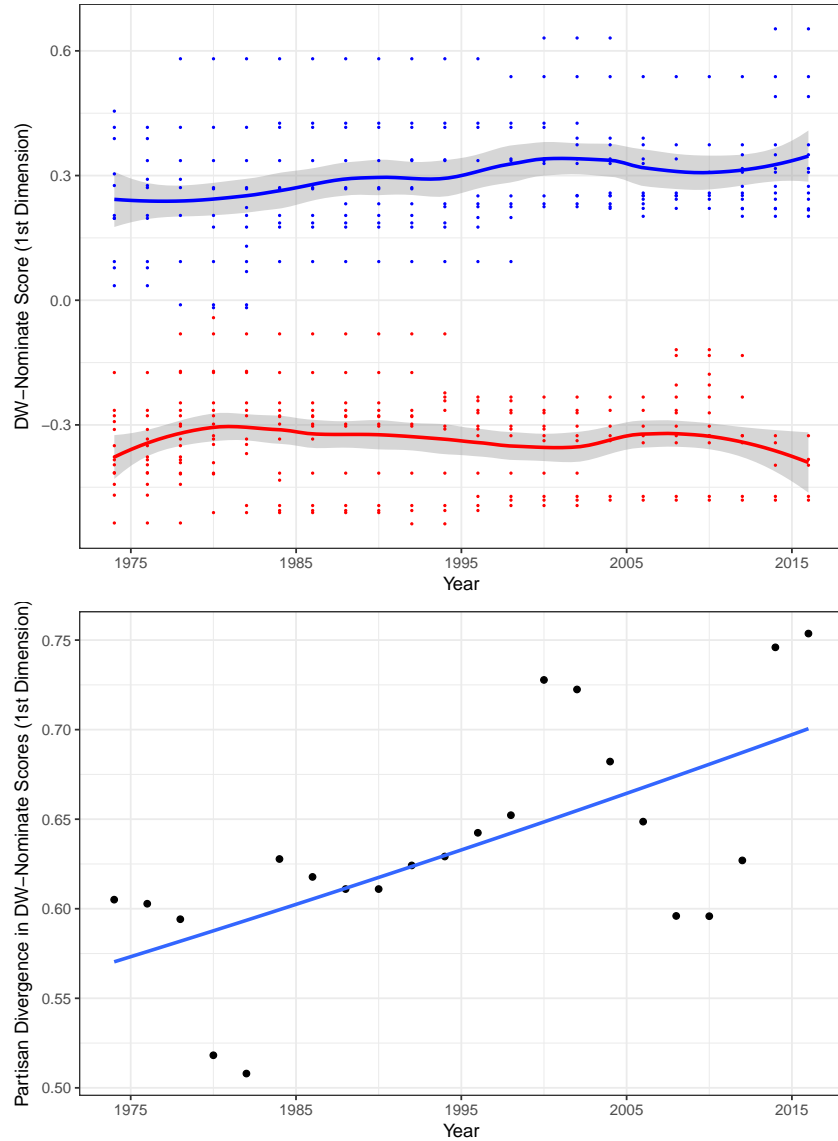 DW−Nominate Score (1st Dimension)
0.6
0.3
0.0
−0.3
1975 1985 1995 2005 2015
Year
Partisan Divergence in DW−Nominate Scores (1st Dimension)
0.75
0.70
0.65
0.60
0.55
0.50
1975 1985 1995 2005 2015
Year